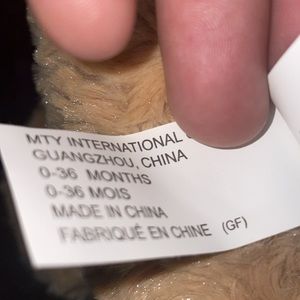 MTY INTERNATIONAL
GUANGZHOU, CHINA
0-36 MONTHS
0-36 MOIS
MADE IN CHINA
FABRIQUÉ EN CHINE (GF)